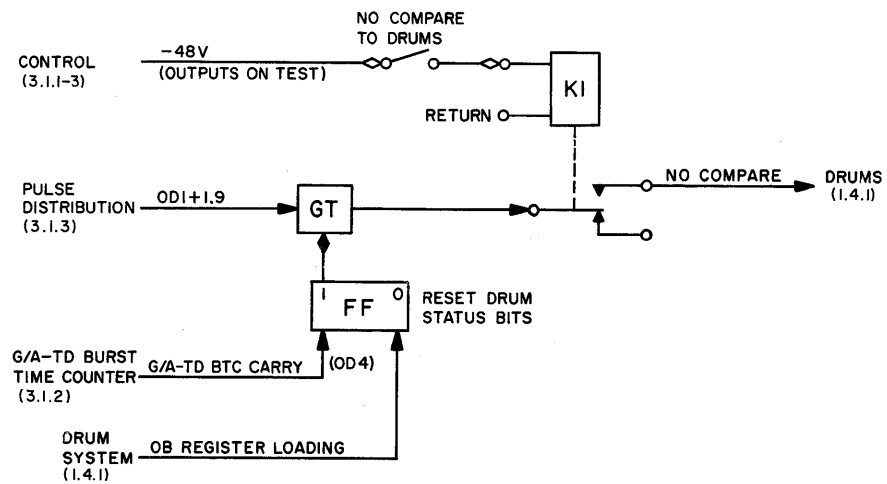 NO COMPARE
TO DRUMS
CONTROL
(3.1.1-3)
-48V
(OUTPUTS ON TEST)
K1
RETURN
PULSE
DISTRIBUTION
(3.1.3)
OD1+1.9
GT
NO COMPARE
DRUMS
(1.4.1)
1
FF
0
RESET DRUM
STATUS BITS
G/A-TD BURST
TIME COUNTER
(3.1.2)
G/A-TD BTC CARRY
(OD4)
DRUM
SYSTEM
(1.4.1)
OB REGISTER LOADING